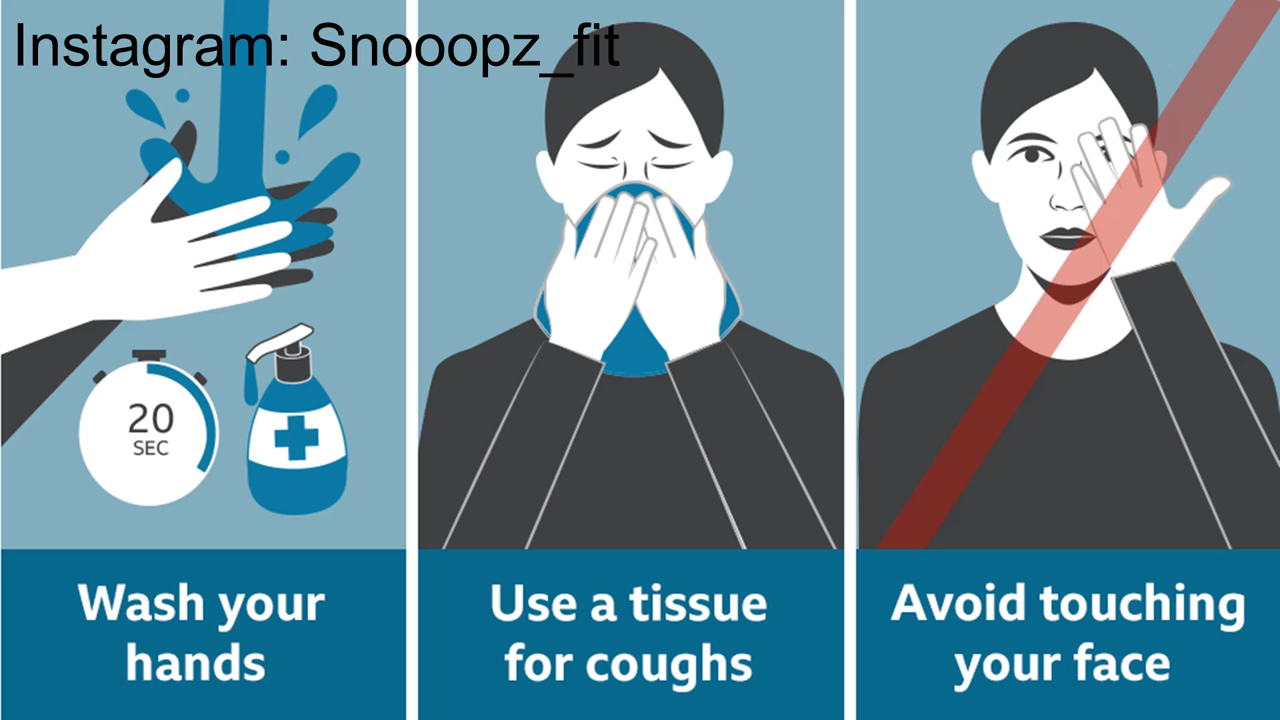 Instagram: Snooopz_fit
20
SEC
Wash your
hands
Use a tissue
for coughs
Avoid touching
your face